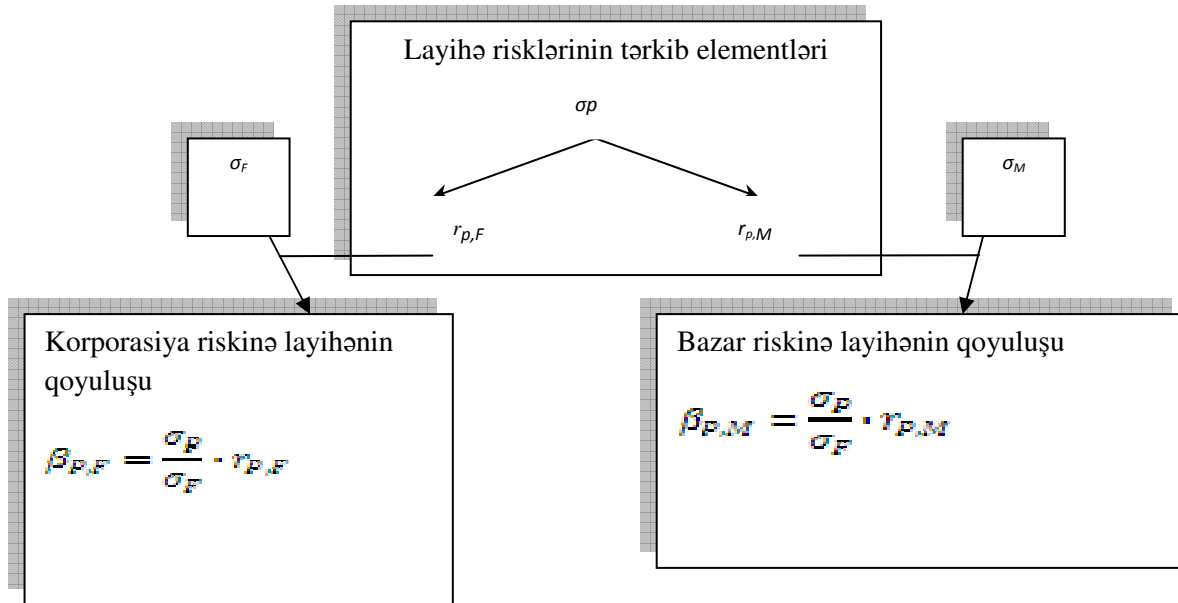 Layihə risklərinin tərkib elementləri
σp
σF
σM
rp,F
rp,M
Korporasiya riskinə layihənin
qoyuluşu
βP,F = σP/σF · rP,F
Bazar riskinə layihənin qoyuluşu
βP,M = σP/σF · rP,M